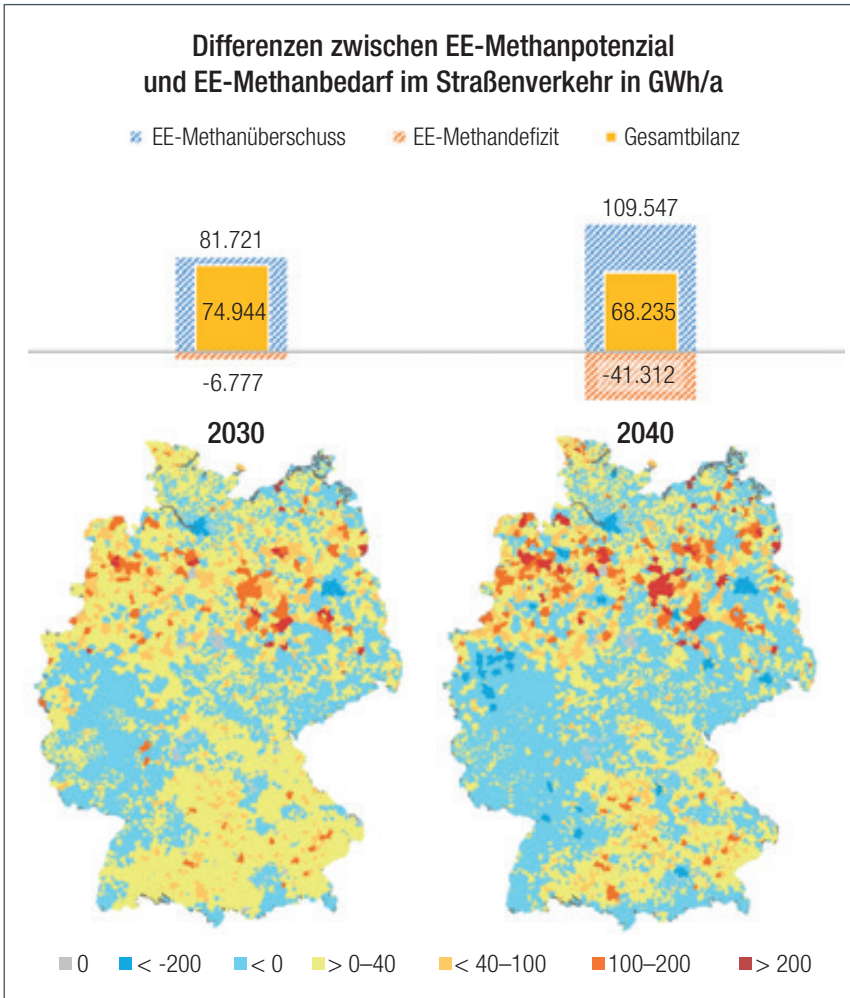 Differenzen zwischen EE-Methanpotenzial
und EE-Methanbedarf im Straßenverkehr in GWh/a
EE-Methanüberschuss EE-Methandefizit Gesamtbilanz
109.547
81.721
74.944 68.235
-6.777 -41.312
2030 2040
0 < -200 < 0 > 0–40 < 40–100 100–200 > 200